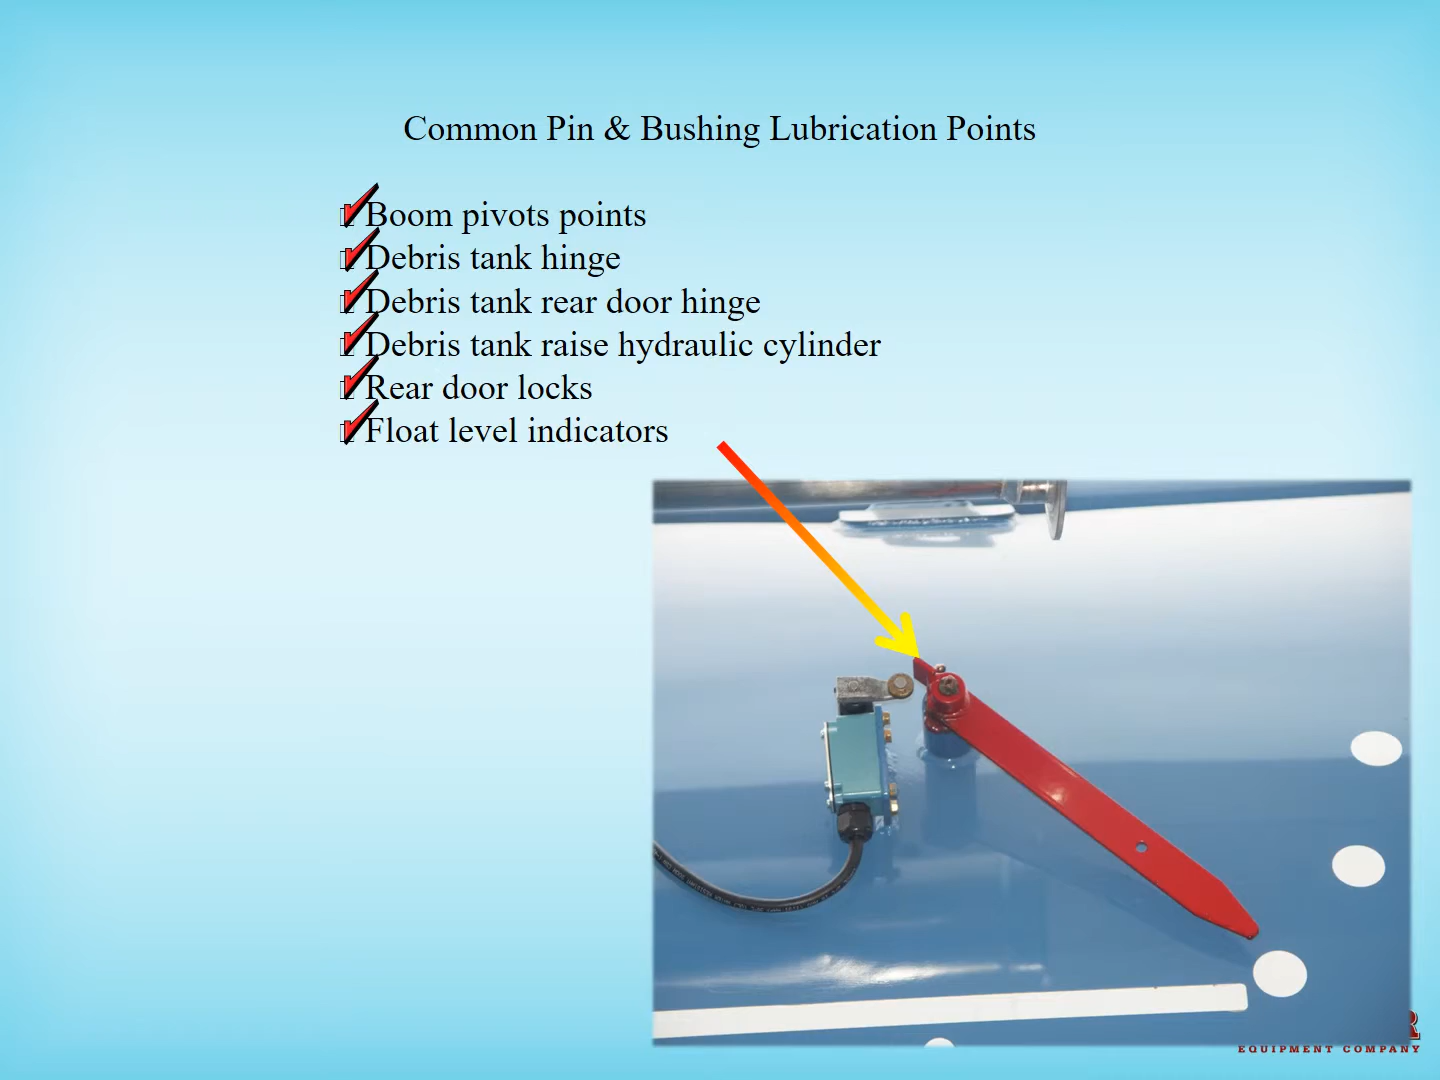 Common Pin & Bushing Lubrication Points
Boom pivots points
Debris tank hinge
Debris tank rear door hinge
Debris tank raise hydraulic cylinder
Rear door locks
Float level indicators
R
EQUIPMENT COMPANY